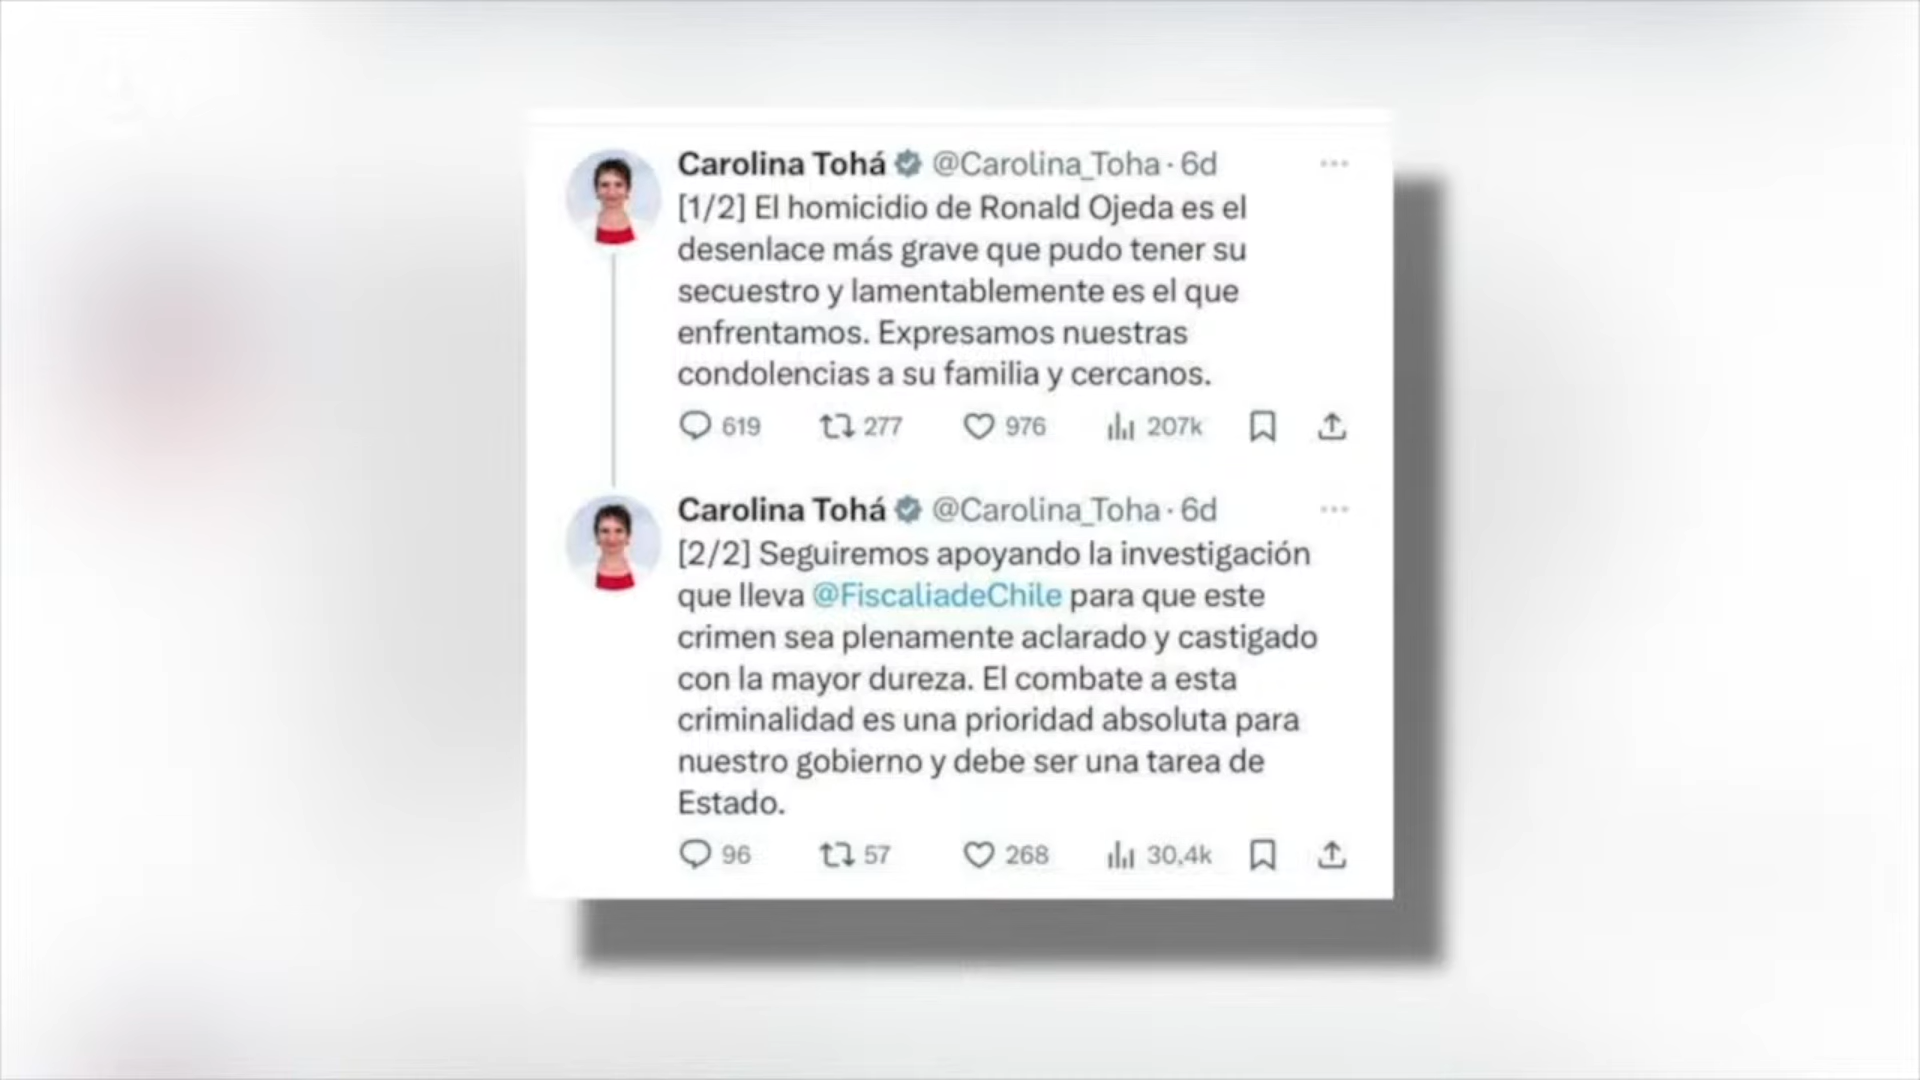 Carolina Tohá @Carolina_Toha · 6d
[1/2] El homicidio de Ronald Ojeda es el
desenlace más grave que pudo tener su
secuestro y lamentablemente es el que
enfrentamos. Expresamos nuestras
condolencias a su familia y cercanos.
619 277 976 207k
Carolina Tohá @Carolina_Toha · 6d
[2/2] Seguiremos apoyando la investigación
que lleva @FiscaliadeChile para que este
crimen sea plenamente aclarado y castigado
con la mayor dureza. El combate a esta
criminalidad es una prioridad absoluta para
nuestro gobierno y debe ser una tarea de
Estado.
96 57 268 30,4k